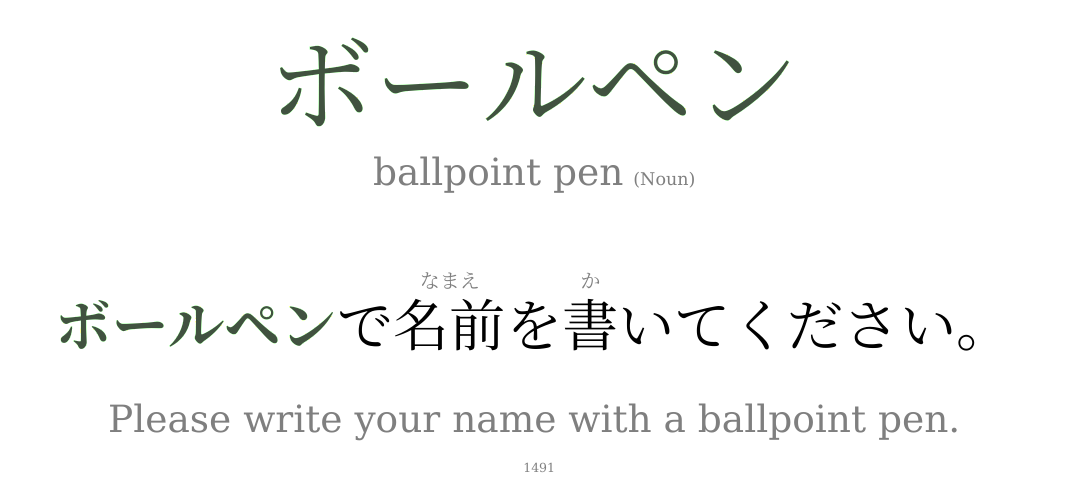 ボールペン
ballpoint pen (Noun)
なまえ か
ボールペンで名前を書いてください。
Please write your name with a ballpoint pen.
1491